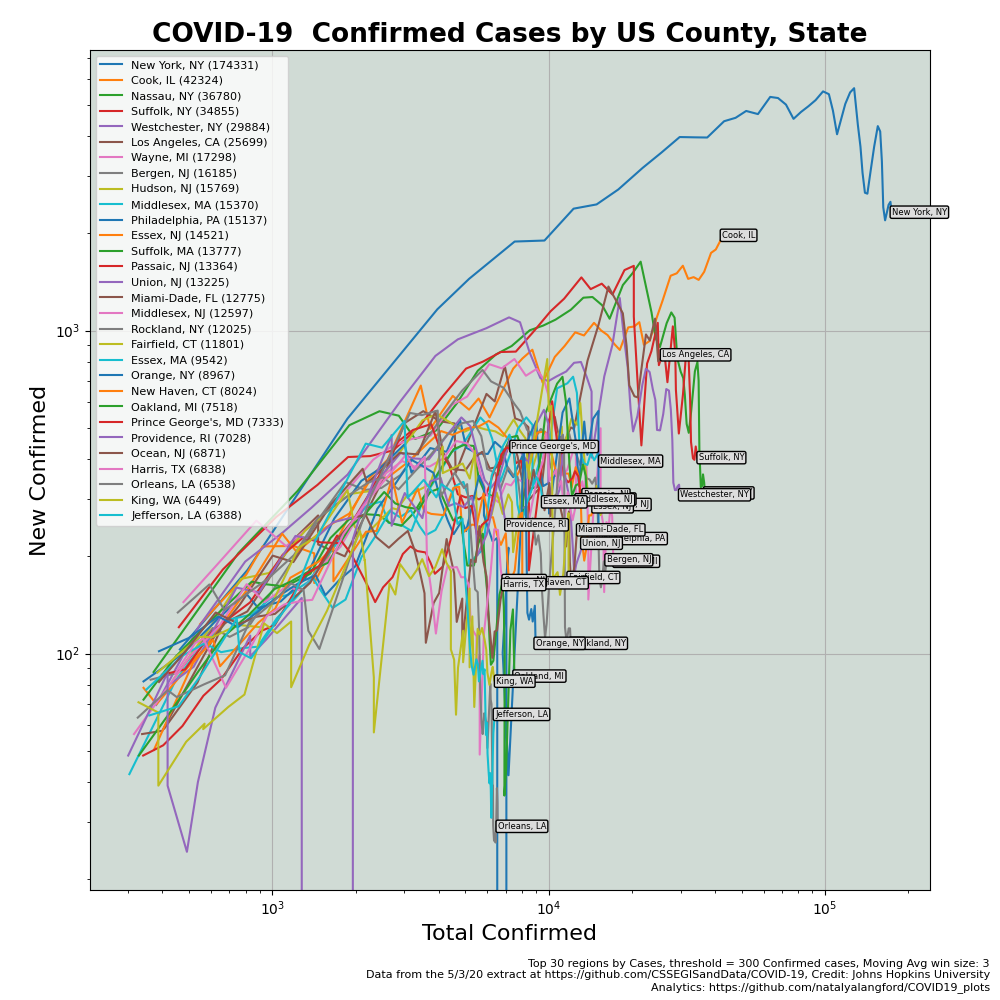 COVID-19  Confirmed Cases by US County, State
New York, NY (174331)
Cook, IL (42324)
Nassau, NY (36780)
Suffolk, NY (34855)
Westchester, NY (29884)
Los Angeles, CA (25699)
Wayne, MI (17298)
Bergen, NJ (16185)
Hudson, NJ (15769)
Middlesex, MA (15370)
Philadelphia, PA (15137)
Essex, NJ (14521)
Suffolk, MA (13777)
Passaic, NJ (13364)
Union, NJ (13225)
Miami-Dade, FL (12775)
Middlesex, NJ (12597)
Rockland, NY (12025)
Fairfield, CT (11801)
Essex, MA (9542)
Orange, NY (8967)
New Haven, CT (8024)
Oakland, MI (7518)
Prince George's, MD (7333)
Providence, RI (7028)
Ocean, NJ (6871)
Harris, TX (6838)
Orleans, LA (6538)
King, WA (6449)
Jefferson, LA (6388)
New York, NY
Cook, IL
Los Angeles, CA
Prince George's, MD
Middlesex, MA
Suffolk, NY
Westchester, NY
Essex, MA
Providence, RI
Miami-Dade, FL
Union, NJ
Bergen, NJ
Harris, TX
Haven, CT
CT
Orange, NY
NY
King, WA
MI
Jefferson, LA
Orleans, LA
10³
10²
New Confirmed
10³
10⁴
10⁵
Total Confirmed
Top 30 regions by Cases, threshold = 300 Confirmed cases, Moving Avg win size: 3
Data from the 5/3/20 extract at https://github.com/CSSEGISandData/COVID-19, Credit: Johns Hopkins University
Analytics: https://github.com/natalyalangford/COVID19_plots